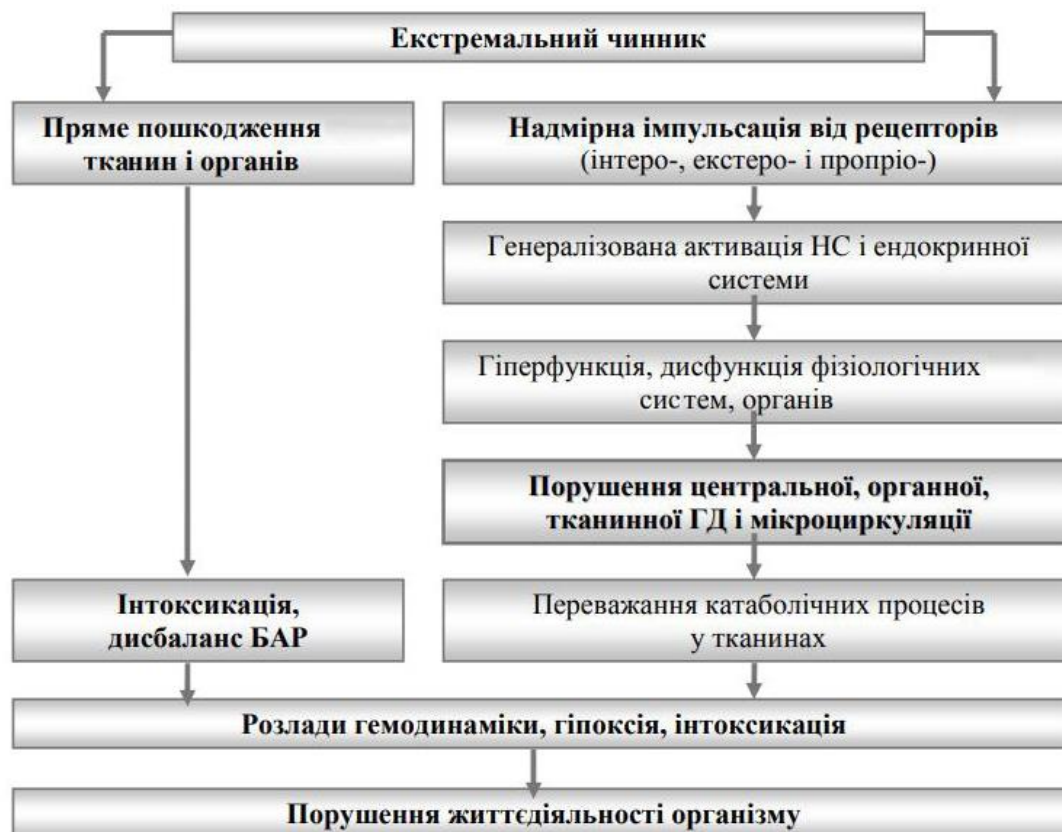 Екстремальний чинник
Пряме пошкодження
тканин і органів
Надмірна імпульсація від рецепторів
(інтеро-, екстеро- і пропріо-)
Генералізована активація НС і ендокринної
системи
Гіперфункція, дисфункція фізіологічних
систем, органів
Порушення центральної, органної,
тканинної ГД і мікроциркуляції
Інтоксикація,
дисбаланс БАР
Переважання катаболічних процесів
у тканинах
Розлади гемодинаміки, гіпоксія, інтоксикація
Порушення життєдіяльності організму